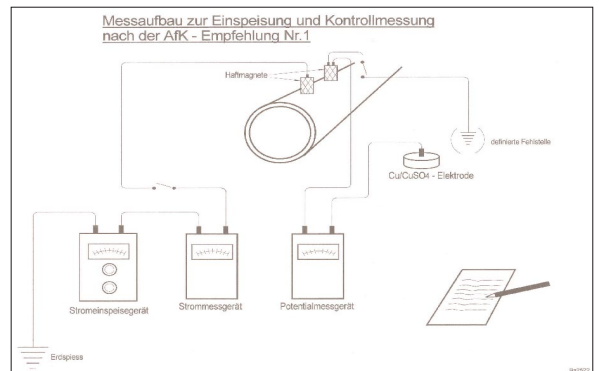 Messaufbau zur Einspeisung und Kontrollmessung
nach der AfK - Empfehlung Nr.1
Haftmagnete
definierte Fehlstelle
Cu/CuSO4 - Elektrode
Stromeinspeisegerät
Strommessgerät
Potentialmessgerät
Erdspiess